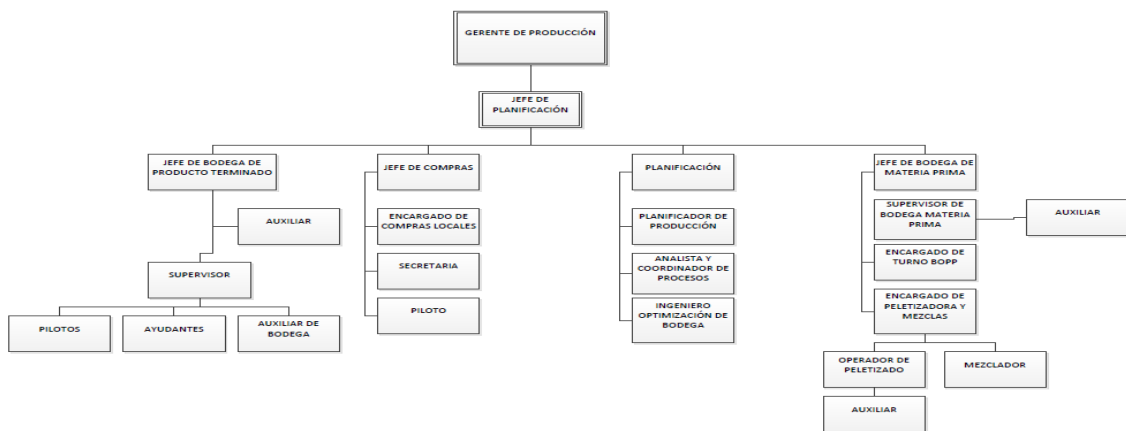 GERENTE DE PRODUCCIÓN
JEFE DE
PLANIFICACIÓN
JEFE DE BODEGA DE
PRODUCTO TERMINADO
JEFE DE COMPRAS
PLANIFICACIÓN
JEFE DE BODEGA DE
MATERIA PRIMA
AUXILIAR
ENCARGADO DE
COMPRAS LOCALES
PLANIFICADOR DE
PRODUCCIÓN
SUPERVISOR DE
BODEGA MATERIA
PRIMA
AUXILIAR
SUPERVISOR
SECRETARIA
ANALISTA Y
COORDINADOR DE
PROCESOS
ENCARGADO DE
TURNO BOPP
PILOTOS
AYUDANTES
AUXILIAR DE
BODEGA
PILOTO
INGENIERO
OPTIMIZACIÓN DE
BODEGA
ENCARGADO DE
PELETIZADORA Y
MEZCLAS
OPERADOR DE
PELETIZADO
MEZCLADOR
AUXILIAR